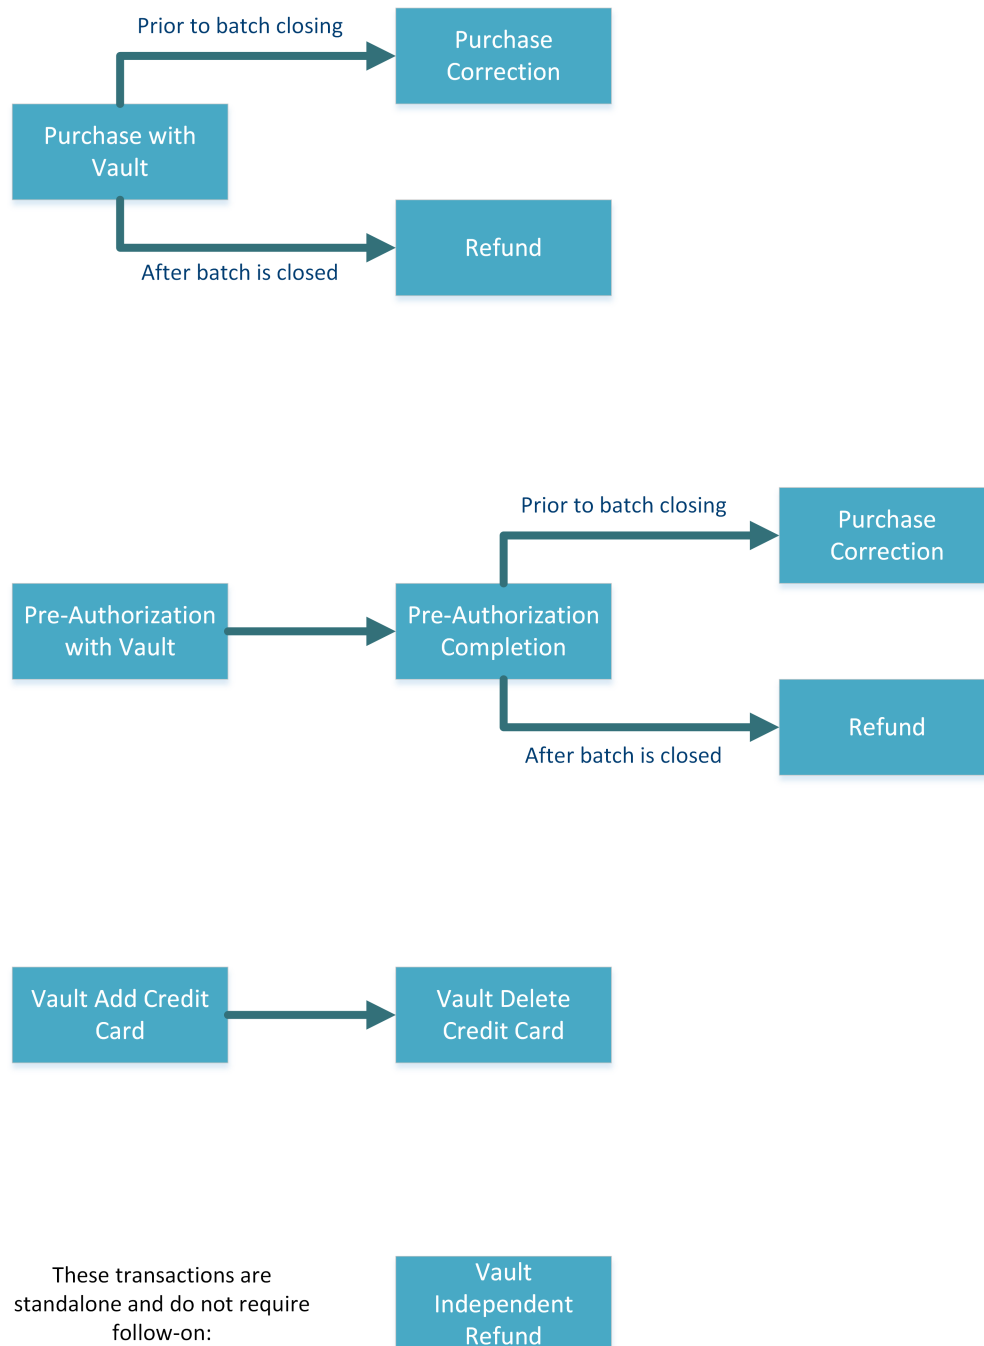 Prior to batch closing
Purchase
Correction
Purchase with
Vault
Refund
After batch is closed
Prior to batch closing
Purchase
Correction
Pre-Authorization
with Vault
Pre-Authorization
Completion
Refund
After batch is closed
Vault Add Credit
Card
Vault Delete
Credit Card
These transactions are
standalone and do not require
follow-on:
Vault
Independent
Refund